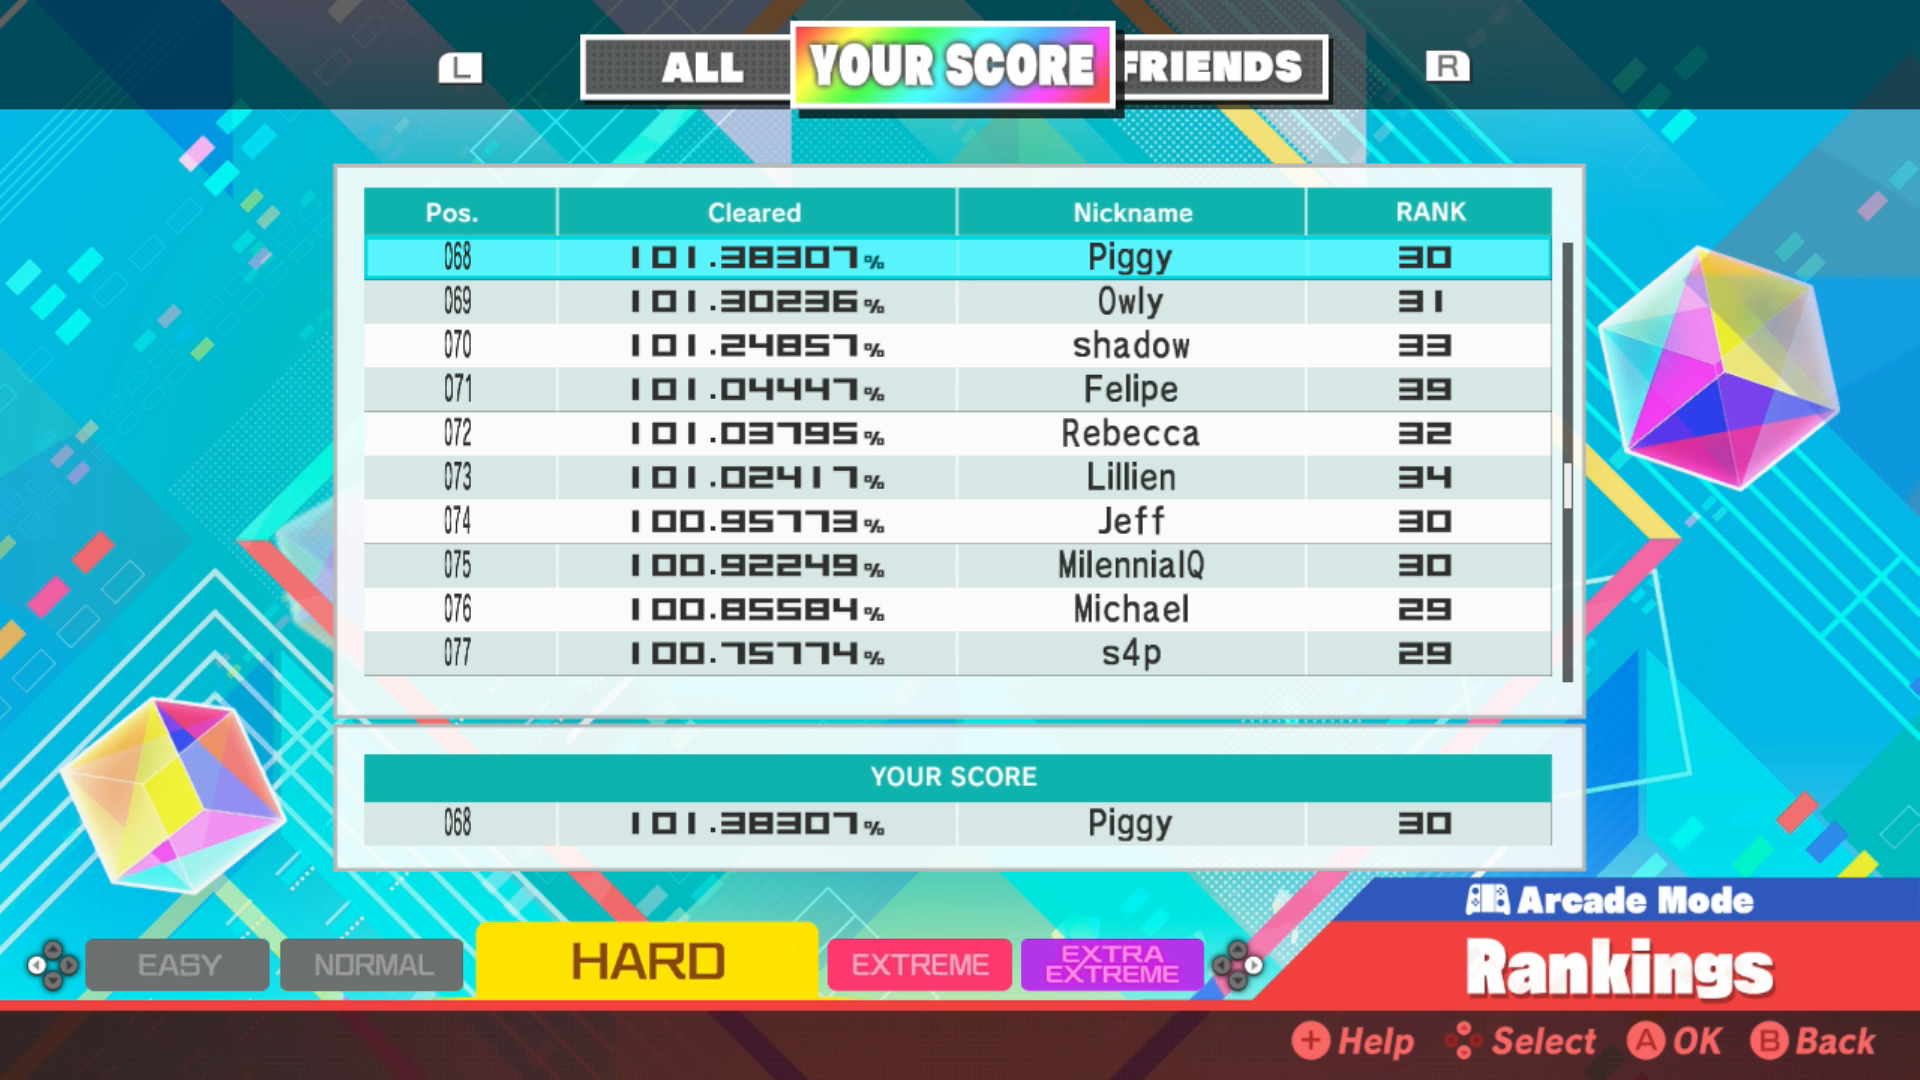 L ALL YOUR SCORE FRIENDS R
Pos. Cleared Nickname RANK
068 101.38307% Piggy 30
069 101.30236% Owly 31
070 101.24857% shadow 33
071 101.04447% Felipe 39
072 101.03795% Rebecca 32
073 101.02417% Lillien 34
074 100.95773% Jeff 30
075 100.92249% MilennialQ 30
076 100.85584% Michael 29
077 100.75774% s4p 29
YOUR SCORE
068 101.38307% Piggy 30
Arcade Mode
EASY NORMAL HARD EXTREME EXTRA EXTREME
Rankings
+ Help Select A OK B Back